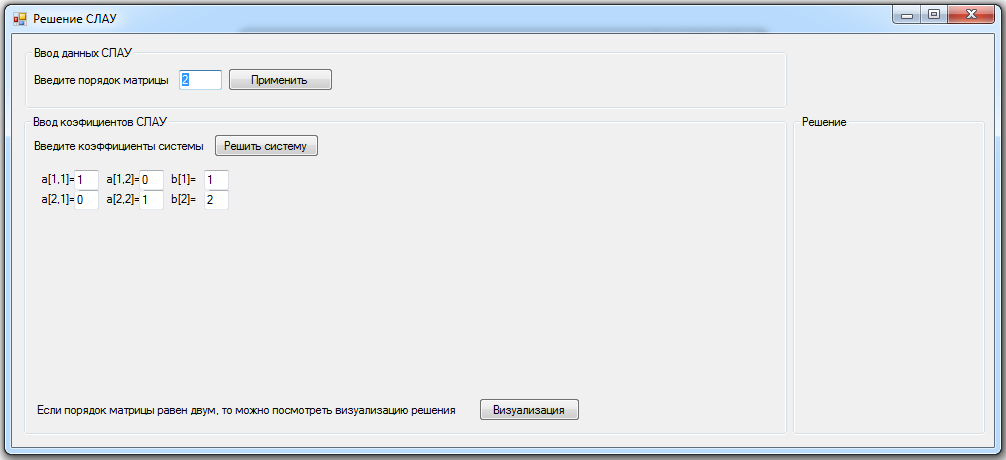 Решение СЛАУ
Ввод данных СЛАУ
Введите порядок матрицы 2 Применить
Ввод коэфициентов СЛАУ
Решение
Введите коэффициенты системы Решить систему
a[1,1]= 1 a[1,2]= 0 b[1]= 1
a[2,1]= 0 a[2,2]= 1 b[2]= 2
Если порядок матрицы равен двум, то можно посмотреть визуализацию решения Визуализация